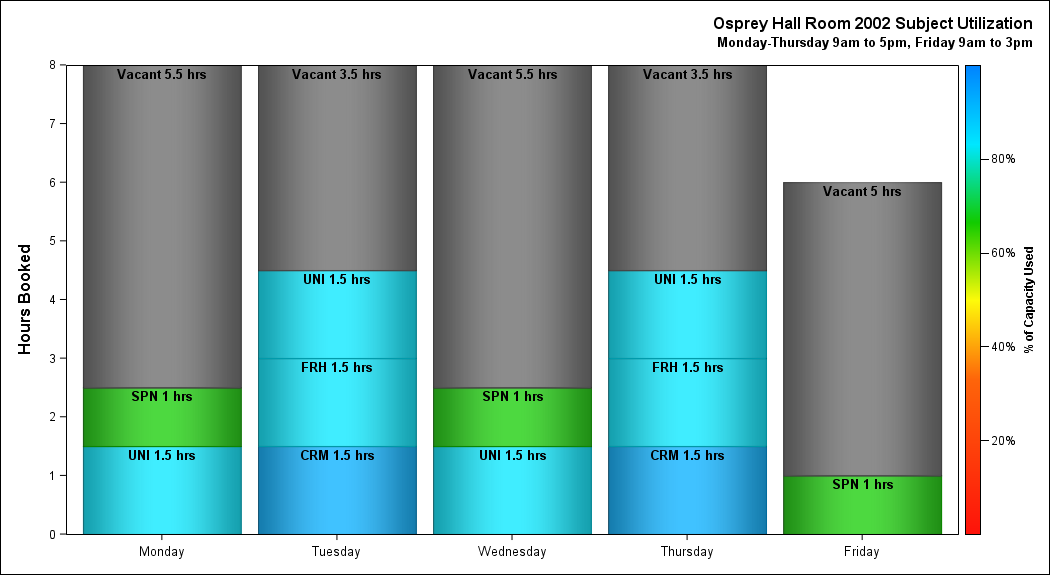 Osprey Hall Room 2002 Subject Utilization
Monday-Thursday 9am to 5pm, Friday 9am to 3pm
Hours Booked
8
7
6
5
4
3
2
1
0
Vacant 5.5 hrs
SPN 1 hrs
UNI 1.5 hrs
Monday
Vacant 3.5 hrs
UNI 1.5 hrs
FRH 1.5 hrs
CRM 1.5 hrs
Tuesday
Vacant 5.5 hrs
SPN 1 hrs
UNI 1.5 hrs
Wednesday
Vacant 3.5 hrs
UNI 1.5 hrs
FRH 1.5 hrs
CRM 1.5 hrs
Thursday
Vacant 5 hrs
SPN 1 hrs
Friday
80%
60%
40%
20%
% of Capacity Used